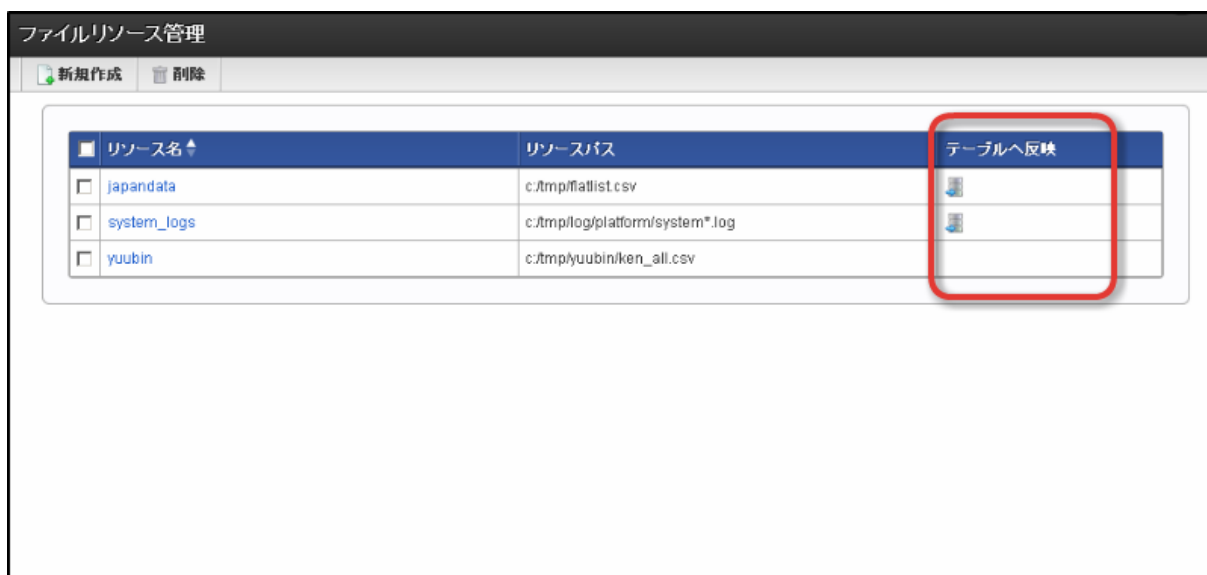 ファイルリソース管理
新規作成 削除
リソース名 リソースパス テーブルへ反映
japandata c:/tmp/flatlist.csv
system_logs c:/tmp/log/platform/system*.log
yuubin c:/tmp/yuubin/ken_all.csv